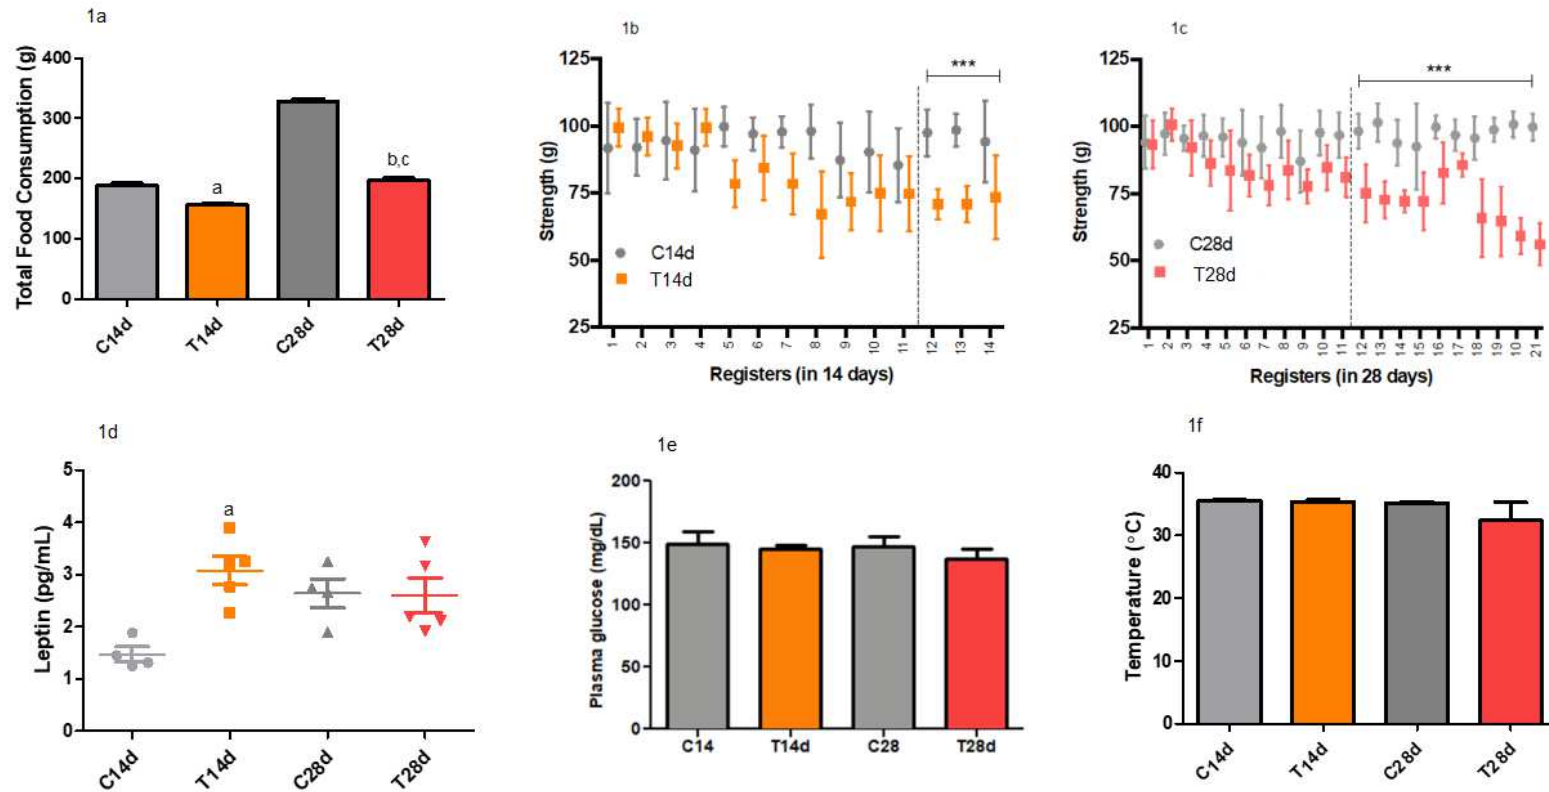 1a
Total Food Consumption (g)
400
300
200
100
0
a
b,c
C14d
T14d
C28d
T28d
1b
Strength (g)
125
100
75
50
25
***
C14d
T14d
1 2 3 4 5 6 7 8 9 10 11 12 13 14
Registers (in 14 days)
1c
Strength (g)
125
100
75
50
25
***
C28d
T28d
1 2 3 4 5 6 7 8 9 10 11 12 13 14 15 16 17 18 19 10 21
Registers (in 28 days)
1d
Leptin (pg/mL)
5
4
3
2
1
0
a
C14d
T14d
C28d
T28d
1e
Plasma glucose (mg/dL)
200
150
100
50
0
C14
T14d
C28
T28d
1f
Temperature (°C)
40
30
20
10
0
C14d
T14d
C28d
T28d